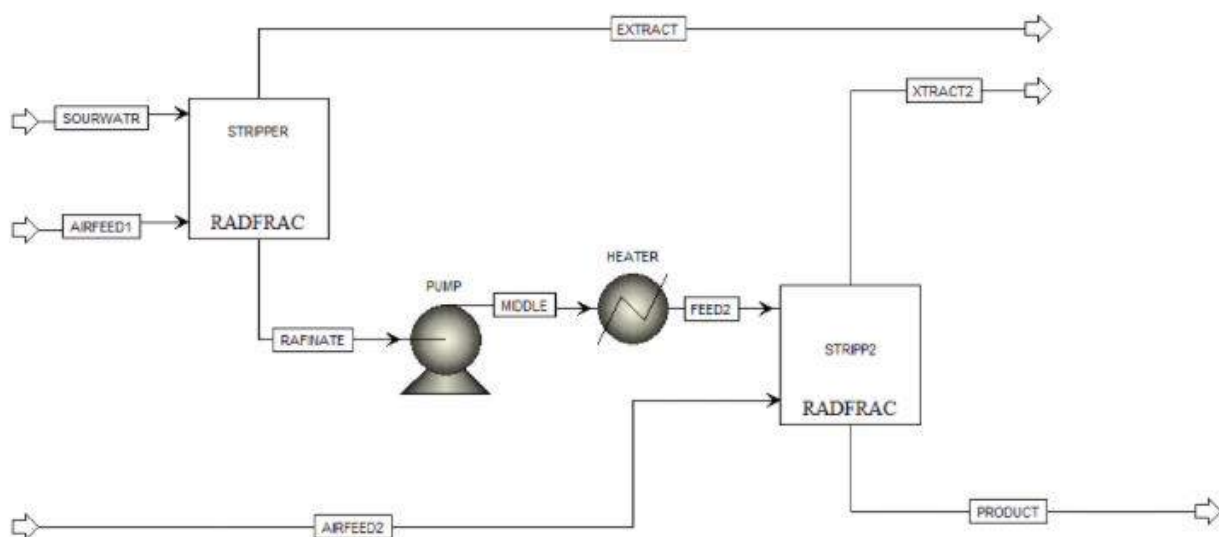 EXTRACT
XTRACT2
SOURWATR
STRIPPER
AIRFEED1
RADFRAC
HEATER
PUMP
MIDDLE
FEED2
RAFINATE
STRIPP2
RADFRAC
PRODUCT
AIRFEED2